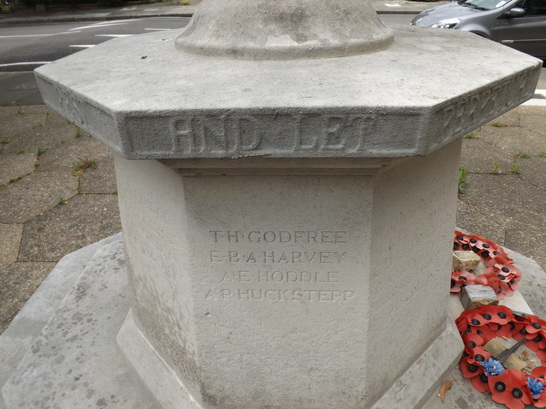 AND LET
T·H·GODFREE
E·B·A·HARVEY
A·E·HODDLE
A·P·HUCKSTEPP